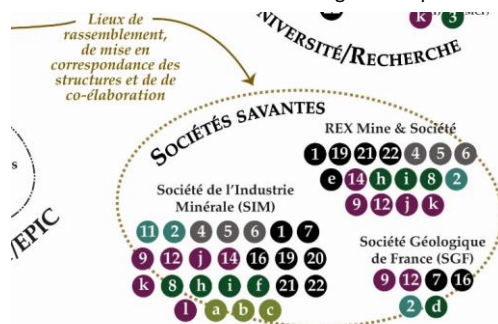 Lieux de
rassemblement,
de mise en
correspondance des
structures et de de
co-élaboration
k 3
NIVERSITÉ/RECHERCHE
/EPIC
SOCIÉTÉS SAVANTES
REX Mine & Société
1 19 21 22 4 5 6
e 14 h i 8 2
9 12 j k
Société de l'Industrie
Minérale (SIM)
11 2 4 5 6 1 7
9 12 j 14 16 19 20
k 8 h i f 21 22
l a b c
Société Géologique
de France (SGF)
9 12 7 16
2 d